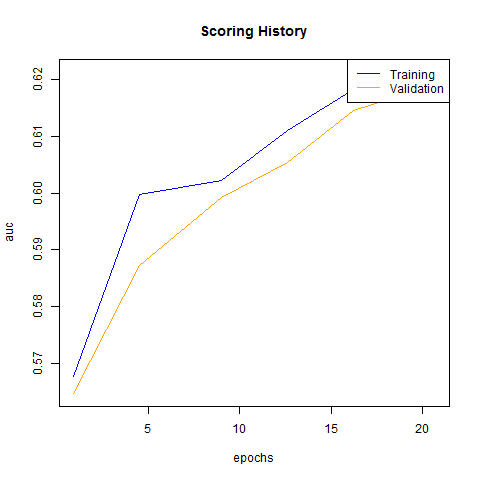 Scoring History
Training
Validation
auc
0.62
0.61
0.60
0.59
0.58
0.57
5 10 15 20
epochs